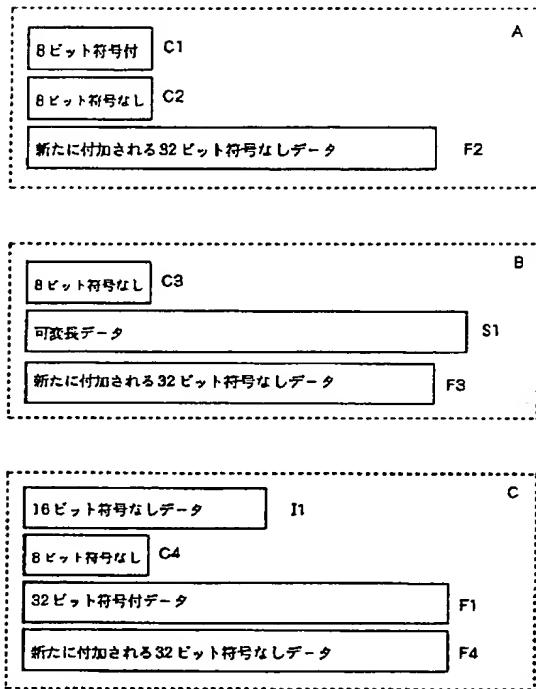 A
8ビット符号付 C1
8ビット符号なし C2
新たに付加される32ビット符号なしデータ F2
B
8ビット符号なし C3
可変長データ S1
新たに付加される32ビット符号なしデータ F3
C
16ビット符号なしデータ I1
8ビット符号なし C4
32ビット符号付データ F1
新たに付加される32ビット符号なしデータ F4